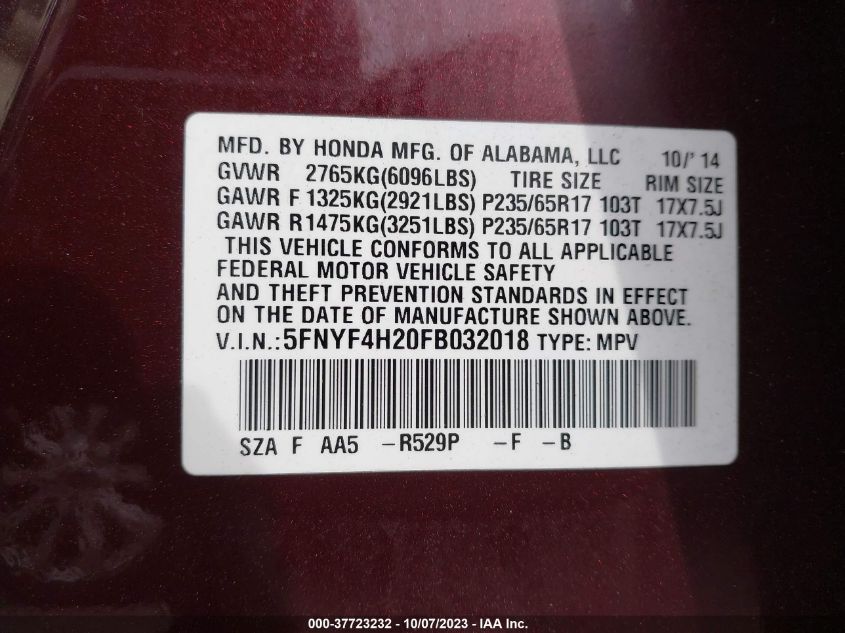 MFD. BY HONDA MFG. OF ALABAMA, LLC 10/'14
GVWR 2765KG(6096LBS) TIRE SIZE RIM SIZE
GAWR F 1325KG(2921LBS) P235/65R17 103T 17X7.5J
GAWR R1475KG(3251LBS) P235/65R17 103T 17X7.5J
THIS VEHICLE CONFORMS TO ALL APPLICABLE
FEDERAL MOTOR VEHICLE SAFETY
AND THEFT PREVENTION STANDARDS IN EFFECT
ON THE DATE OF MANUFACTURE SHOWN ABOVE.
V.I.N.:5FNYF4H20FB032018 TYPE: MPV
SZA F AA5 -R529P -F -B
000-37723232 - 10/07/2023 - IAA Inc.